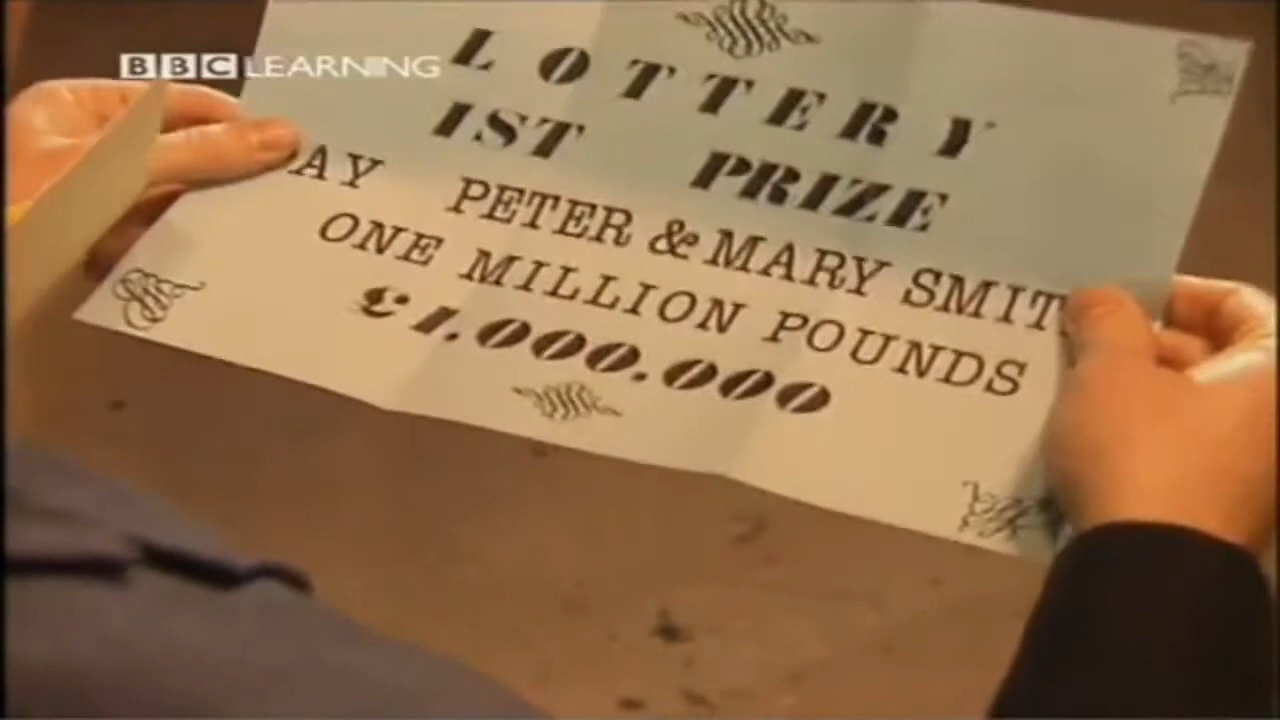 BBC LEARNING
LOTTERY
1ST PRIZE
AY PETER & MARY SMIT
ONE MILLION POUNDS
£1.000.000